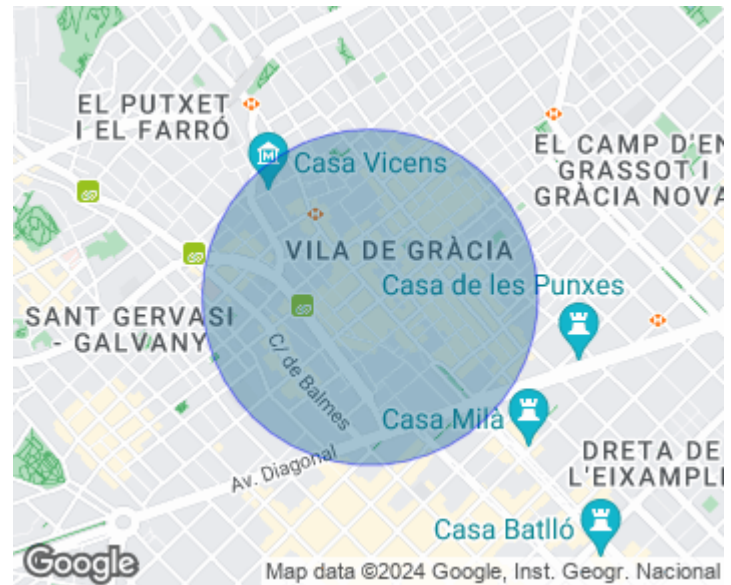 EL PUTXET
I EL FARRÓ
Casa Vicens
EL CAMP D'EN
GRASSOT I
GRÀCIA NOVA
VILA DE GRÀCIA
Casa de les Punxes
SANT GERVASI
- GALVANY
C/ de Balmes
Casa Milà
Av. Diagonal
DRETA DE
L'EIXAMPL
Casa Batlló
Google
Map data ©2024 Google, Inst. Geogr. Nacional